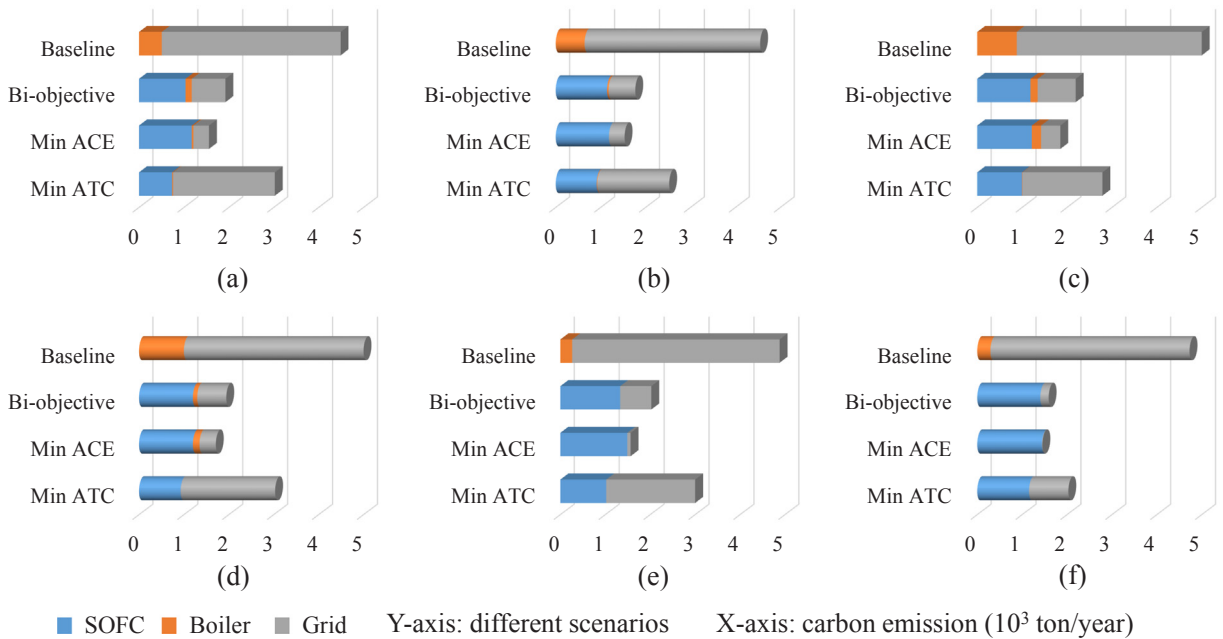 Baseline
Bi-objective
Min ACE
Min ATC
0 1 2 3 4 5
(a)
Baseline
Bi-objective
Min ACE
Min ATC
0 1 2 3 4 5
(b)
Baseline
Bi-objective
Min ACE
Min ATC
0 1 2 3 4 5
(c)
Baseline
Bi-objective
Min ACE
Min ATC
0 1 2 3 4 5
(d)
Baseline
Bi-objective
Min ACE
Min ATC
0 1 2 3 4 5
(e)
Baseline
Bi-objective
Min ACE
Min ATC
0 1 2 3 4 5
(f)
SOFC Boiler Grid Y-axis: different scenarios X-axis: carbon emission (10³ ton/year)